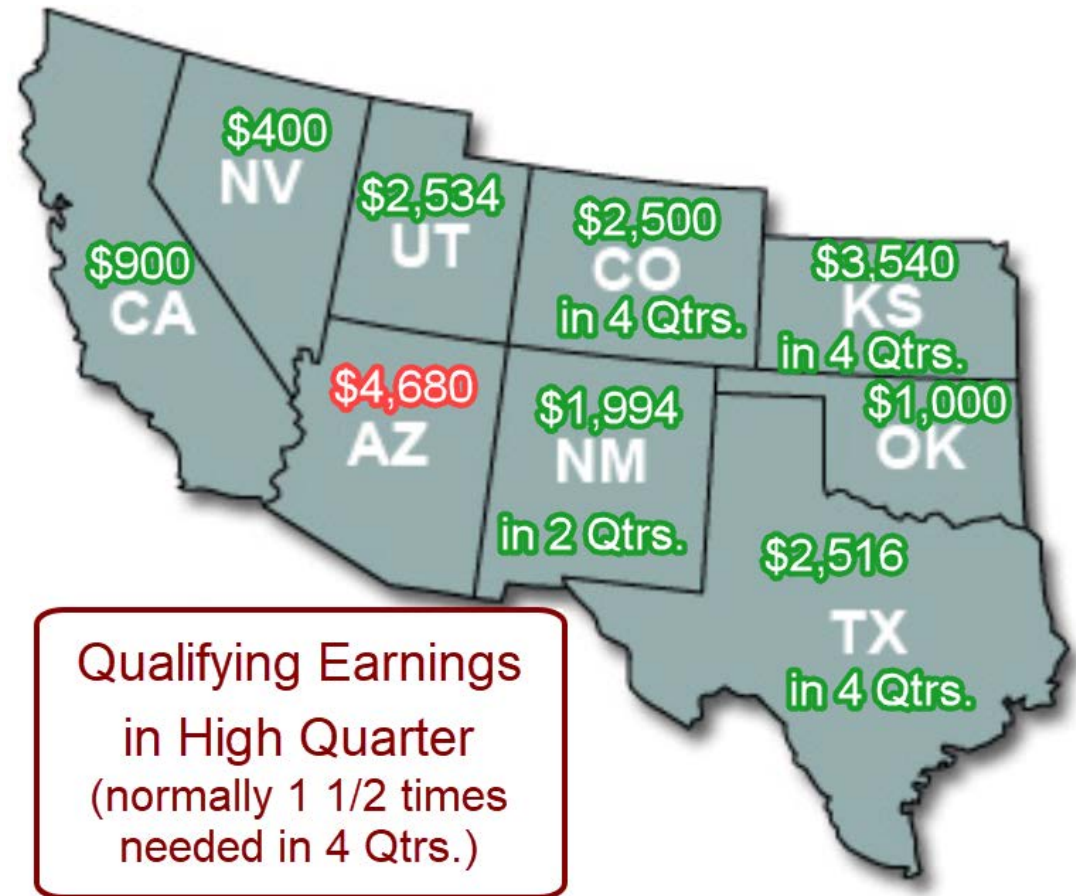 $400
NV
$2,534
UT
$2,500
CO
in 4 Qtrs.
$3,540
KS
in 4 Qtrs.
$900
CA
$4,680
AZ
$1,994
NM
in 2 Qtrs.
$1,000
OK
$2,516
TX
in 4 Qtrs.
Qualifying Earnings
in High Quarter
(normally 1 1/2 times
needed in 4 Qtrs.)